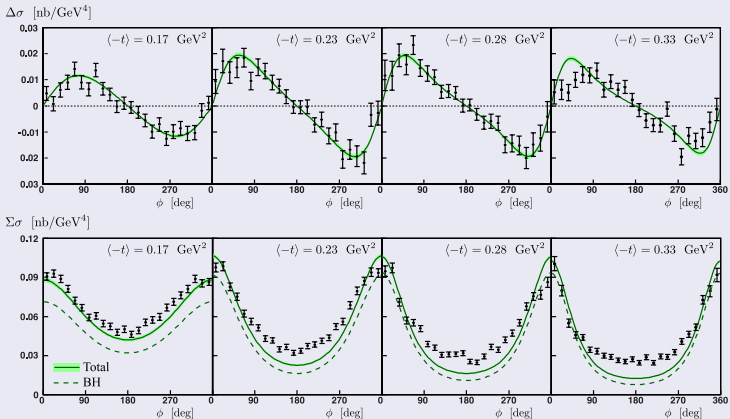 Δσ [nb/GeV⁴]
0.03
0.02
0.01
0
-0.01
-0.02
0.03
⟨−t⟩ = 0.17 GeV²
⟨−t⟩ = 0.23 GeV²
⟨−t⟩ = 0.28 GeV²
⟨−t⟩ = 0.33 GeV²
0 90 180 270 0 90 180 270 0 90 180 270 0 90 180 270 360
ϕ [deg] ϕ [deg] ϕ [deg] ϕ [deg]
Σσ [nb/GeV⁴]
0.12
0.09
0.06
0.03
0
⟨−t⟩ = 0.17 GeV²
⟨−t⟩ = 0.23 GeV²
⟨−t⟩ = 0.28 GeV²
⟨−t⟩ = 0.33 GeV²
Total
BH
0 90 180 270 0 90 180 270 0 90 180 270 0 90 180 270 360
ϕ [deg] ϕ [deg] ϕ [deg] ϕ [deg]